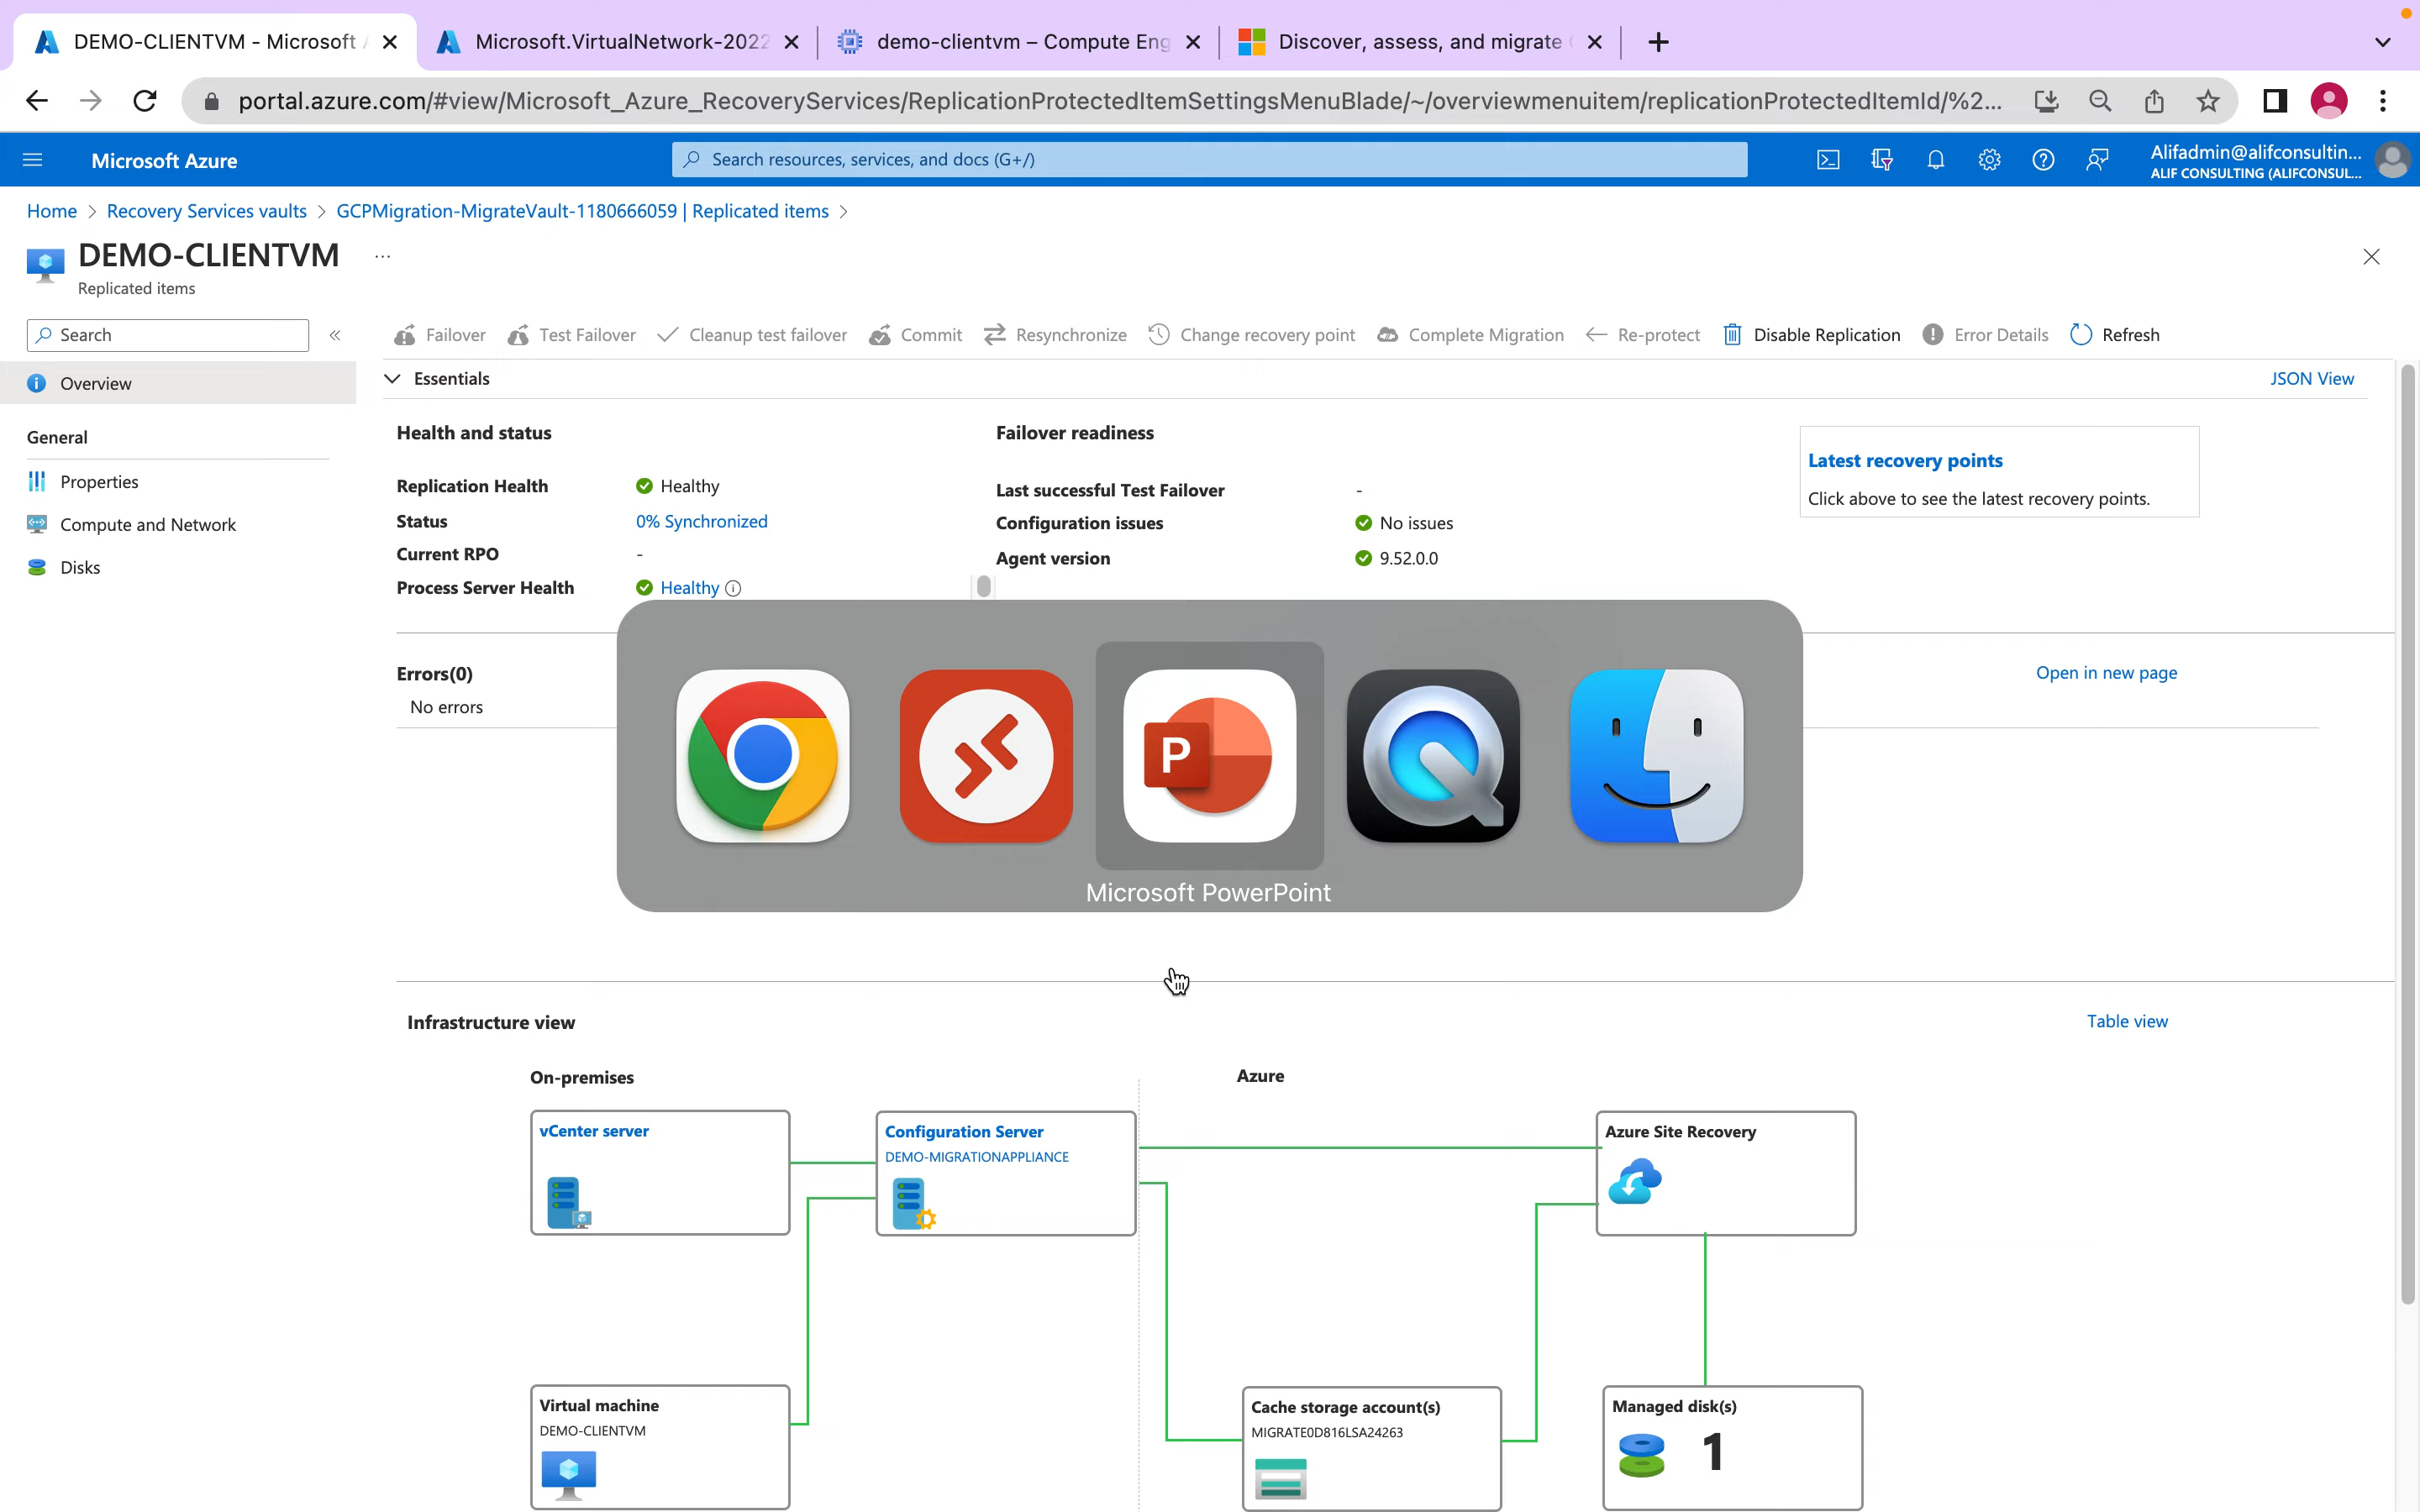 DEMO-CLIENTVM - Microsoft A
Microsoft.VirtualNetwork-2022
demo-clientvm – Compute Eng
Discover, assess, and migrate
portal.azure.com/#view/Microsoft_Azure_RecoveryServices/ReplicationProtectedItemSettingsMenuBlade/~/overviewmenuitem/replicationProtectedItemId/%2...
Microsoft Azure
Search resources, services, and docs (G+/)
Alifadmin@alifconsultin...
ALIF CONSULTING (ALIFCONSUL...
Home > Recovery Services vaults > GCPMigration-MigrateVault-1180666059 | Replicated items >
DEMO-CLIENTVM ...
Replicated items
Search
«
Failover
Test Failover
Cleanup test failover
Commit
Resynchronize
Change recovery point
Complete Migration
Re-protect
Disable Replication
Error Details
Refresh
Overview
General
Properties
Compute and Network
Disks
Essentials
JSON View
Health and status
Replication Health
Healthy
Status
0% Synchronized
Current RPO
-
Process Server Health
Healthy
Failover readiness
Last successful Test Failover
-
Configuration issues
No issues
Agent version
9.52.0.0
Latest recovery points
Click above to see the latest recovery points.
Errors(0)
No errors
Open in new page
P
Microsoft PowerPoint
Infrastructure view
Table view
On-premises
Azure
vCenter server
Configuration Server
DEMO-MIGRATIONAPPLIANCE
Azure Site Recovery
Virtual machine
DEMO-CLIENTVM
Cache storage account(s)
MIGRATE0D816LSA24263
Managed disk(s)
1